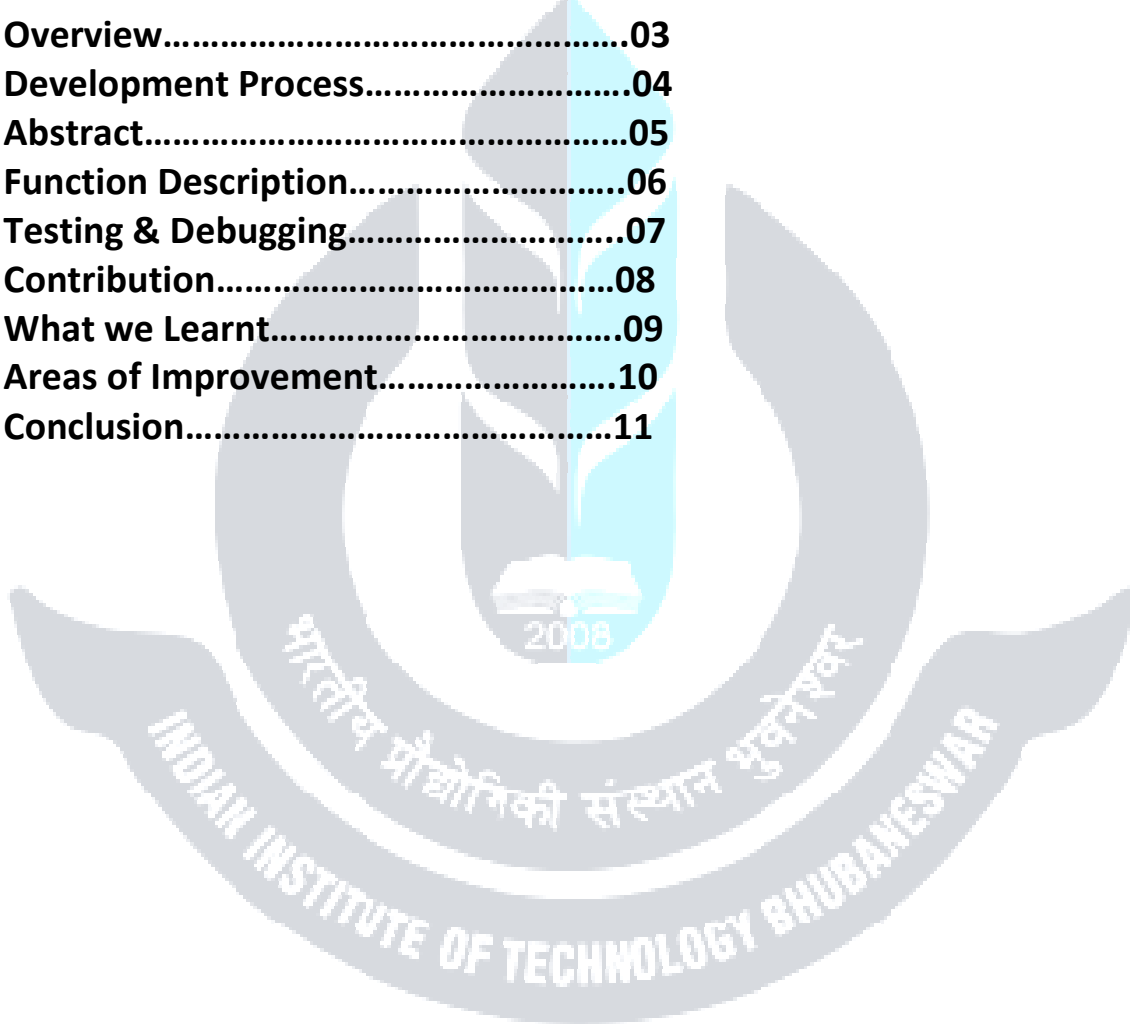 Overview……………………………………….03
Development Process……………………….04
Abstract…………………………………………05
Function Description………………………..06
Testing & Debugging………………………..07
Contribution……………………………………08
What we Learnt……………………………….09
Areas of Improvement…………………….10
Conclusion………………………………………11
2008
भारतीय प्रौद्योगिकी संस्थान भुवनेश्वर
INDIAN INSTITUTE OF TECHNOLOGY BHUBANESWAR